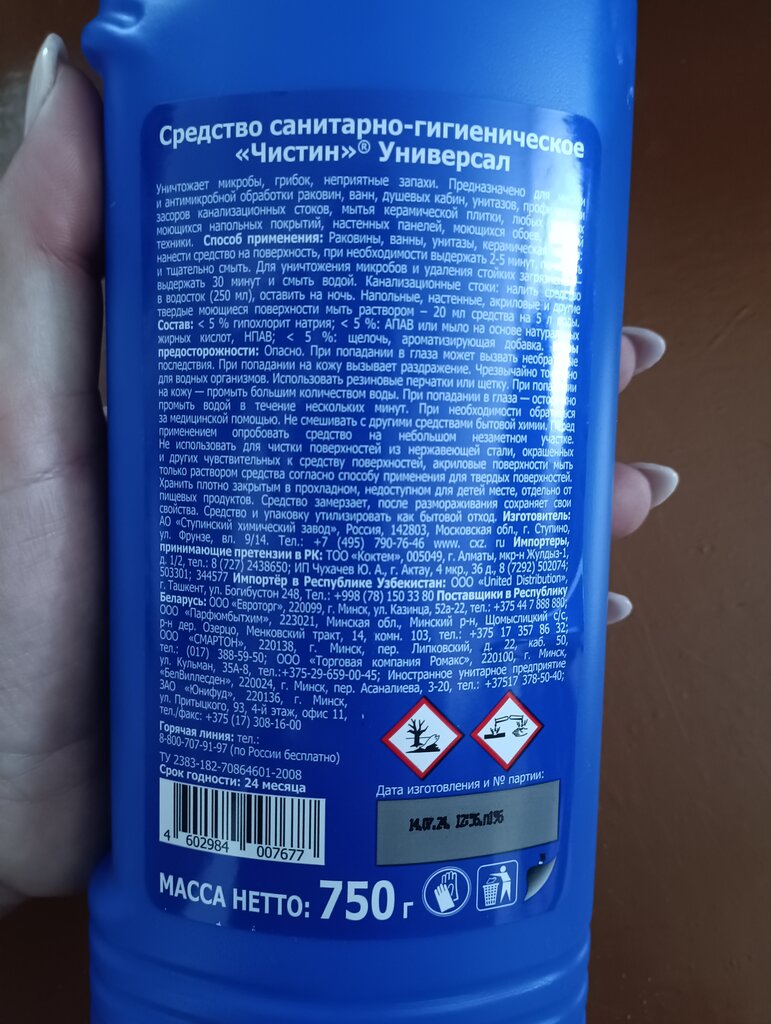 Средство санитарно-гигиеническое
«Чистин»® Универсал
Уничтожает микробы, грибок, неприятные запахи. Предназначено для
и антимикробной обработки раковин, ванн, душевых кабин, унитазов,
засоров канализационных стоков, мытья керамической плитки, любых
моющихся напольных покрытий, настенных панелей, моющихся обоев,
техники. Способ применения: Раковины, ванны, унитазы,
нанести средство на поверхность, при необходимости выдержать 2-5 минут,
и тщательно смыть. Для уничтожения микробов и удаления стойких
выдержать 30 минут и смыть водой. Канализационные стоки: налить средство
в водосток (250 мл), оставить на ночь. Напольные, настенные, акриловые и другие
твердые моющиеся поверхности мыть раствором – 20 мл средства на 5 л воды.
Состав: < 5 % гипохлорит натрия; < 5 %: АПАВ или мыло на основе
жирных кислот, НПАВ; < 5 %: щелочь, ароматизирующая добавка.
предосторожности: Опасно. При попадании в глаза может вызвать
последствия. При попадании на кожу вызывает раздражение. Чрезвычайно
для водных организмов. Использовать резиновые перчатки или щетку. При
на кожу — промыть большим количеством воды. При попадании в глаза —
промыть водой в течение нескольких минут. При необходимости
за медицинской помощью. Не смешивать с другими средствами бытовой химии. Перед
применением опробовать средство на небольшом незаметном участке.
Не использовать для чистки поверхностей из нержавеющей стали, окрашенных
и других чувствительных к средству поверхностей, акриловые поверхности мыть
только раствором средства согласно способу применения для твердых поверхностей.
Хранить плотно закрытым в прохладном, недоступном для детей месте, отдельно от
пищевых продуктов. Средство замерзает, после размораживания сохраняет свои
свойства. Средство и упаковку утилизировать как бытовой отход. Изготовитель:
АО «Ступинский химический завод», Россия, 142803, Московская обл., г. Ступино,
ул. Фрунзе, вл. 9/14. Тел.: +7 (495) 790-76-46 www. cxz. ru Импортеры,
принимающие претензии в РК: ТОО «Коктем», 005049, г. Алматы, мкр-н Жулдыз-1,
д. 1/2, тел.: 8 (727) 2438650; ИП Чухачев Ю. А., г. Актау, 4 мкр., 36 д., 8 (7292) 502074;
503301; 344577 Импортёр в Республике Узбекистан: ООО «United Distribution»,
г. Ташкент, ул. Богибустон 248, Tel: +998 (78) 150 33 80 Поставщики в Республику
Беларусь: ООО «Евроторг», 220099, г. Минск, ул. Казинца, 52а-22, тел.: +375 44 7 888 880;
ООО «Парфюмбытхим», 223021, Минская обл., Минский р-н, Щомыслицкий с/с,
р-н дер. Озерцо, Менковский тракт, 14, комн. 103, тел.: +375 17 357 86 32;
ООО «СМАРТОН», 220138, г. Минск, пер. Липковский, д. 22, каб. 50,
тел.: (017) 388-59-50; ООО «Торговая компания Ромакс», 220100, г. Минск,
ул. Кульман, 35А-8, тел.:+375-29-659-00-45; Иностранное унитарное предприятие
«БелВиллесден», 220024, г. Минск, пер. Асаналиева, 3-20, тел.: +37517 378-50-40;
ЗАО «Юнифуд», 220136, г. Минск,
ул. Притыцкого, 93, 4-й этаж, офис 11,
тел./факс: +375 (17) 308-16-00
Горячая линия: тел.:
8-800-707-91-97 (по России бесплатно)
ТУ 2383-182-70864601-2008
Срок годности: 24 месяца
Дата изготовления и № партии:
14.07.24, 12:56
4 602984 007677
МАССА НЕТТО: 750 г